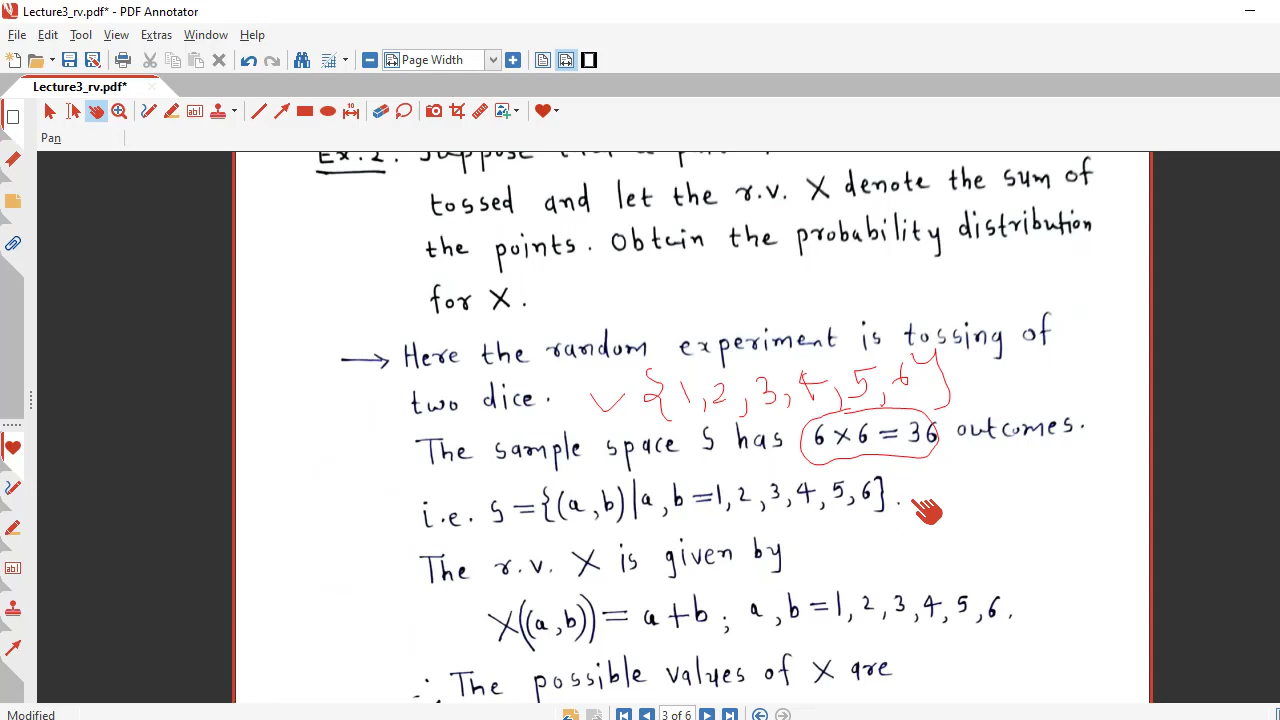 Lecture3_rv.pdf* - PDF Annotator
File Edit Tool View Extras Window Help
Page Width
Lecture3_rv.pdf*
Pan
Ex.2. Suppose
tossed and let the r.v. X denote the sum of
the points. Obtain the probability distribution
for X.
→ Here the random experiment is tossing of
two dice. ✓ {1, 2, 3, 4, 5, 6}
The sample space S has 6 × 6 = 36 outcomes.
i.e. S = {(a, b) | a, b = 1, 2, 3, 4, 5, 6}.
The r.v. X is given by
X((a, b)) = a + b; a, b = 1, 2, 3, 4, 5, 6.
∴ The possible values of X are
Modified
3 of 6